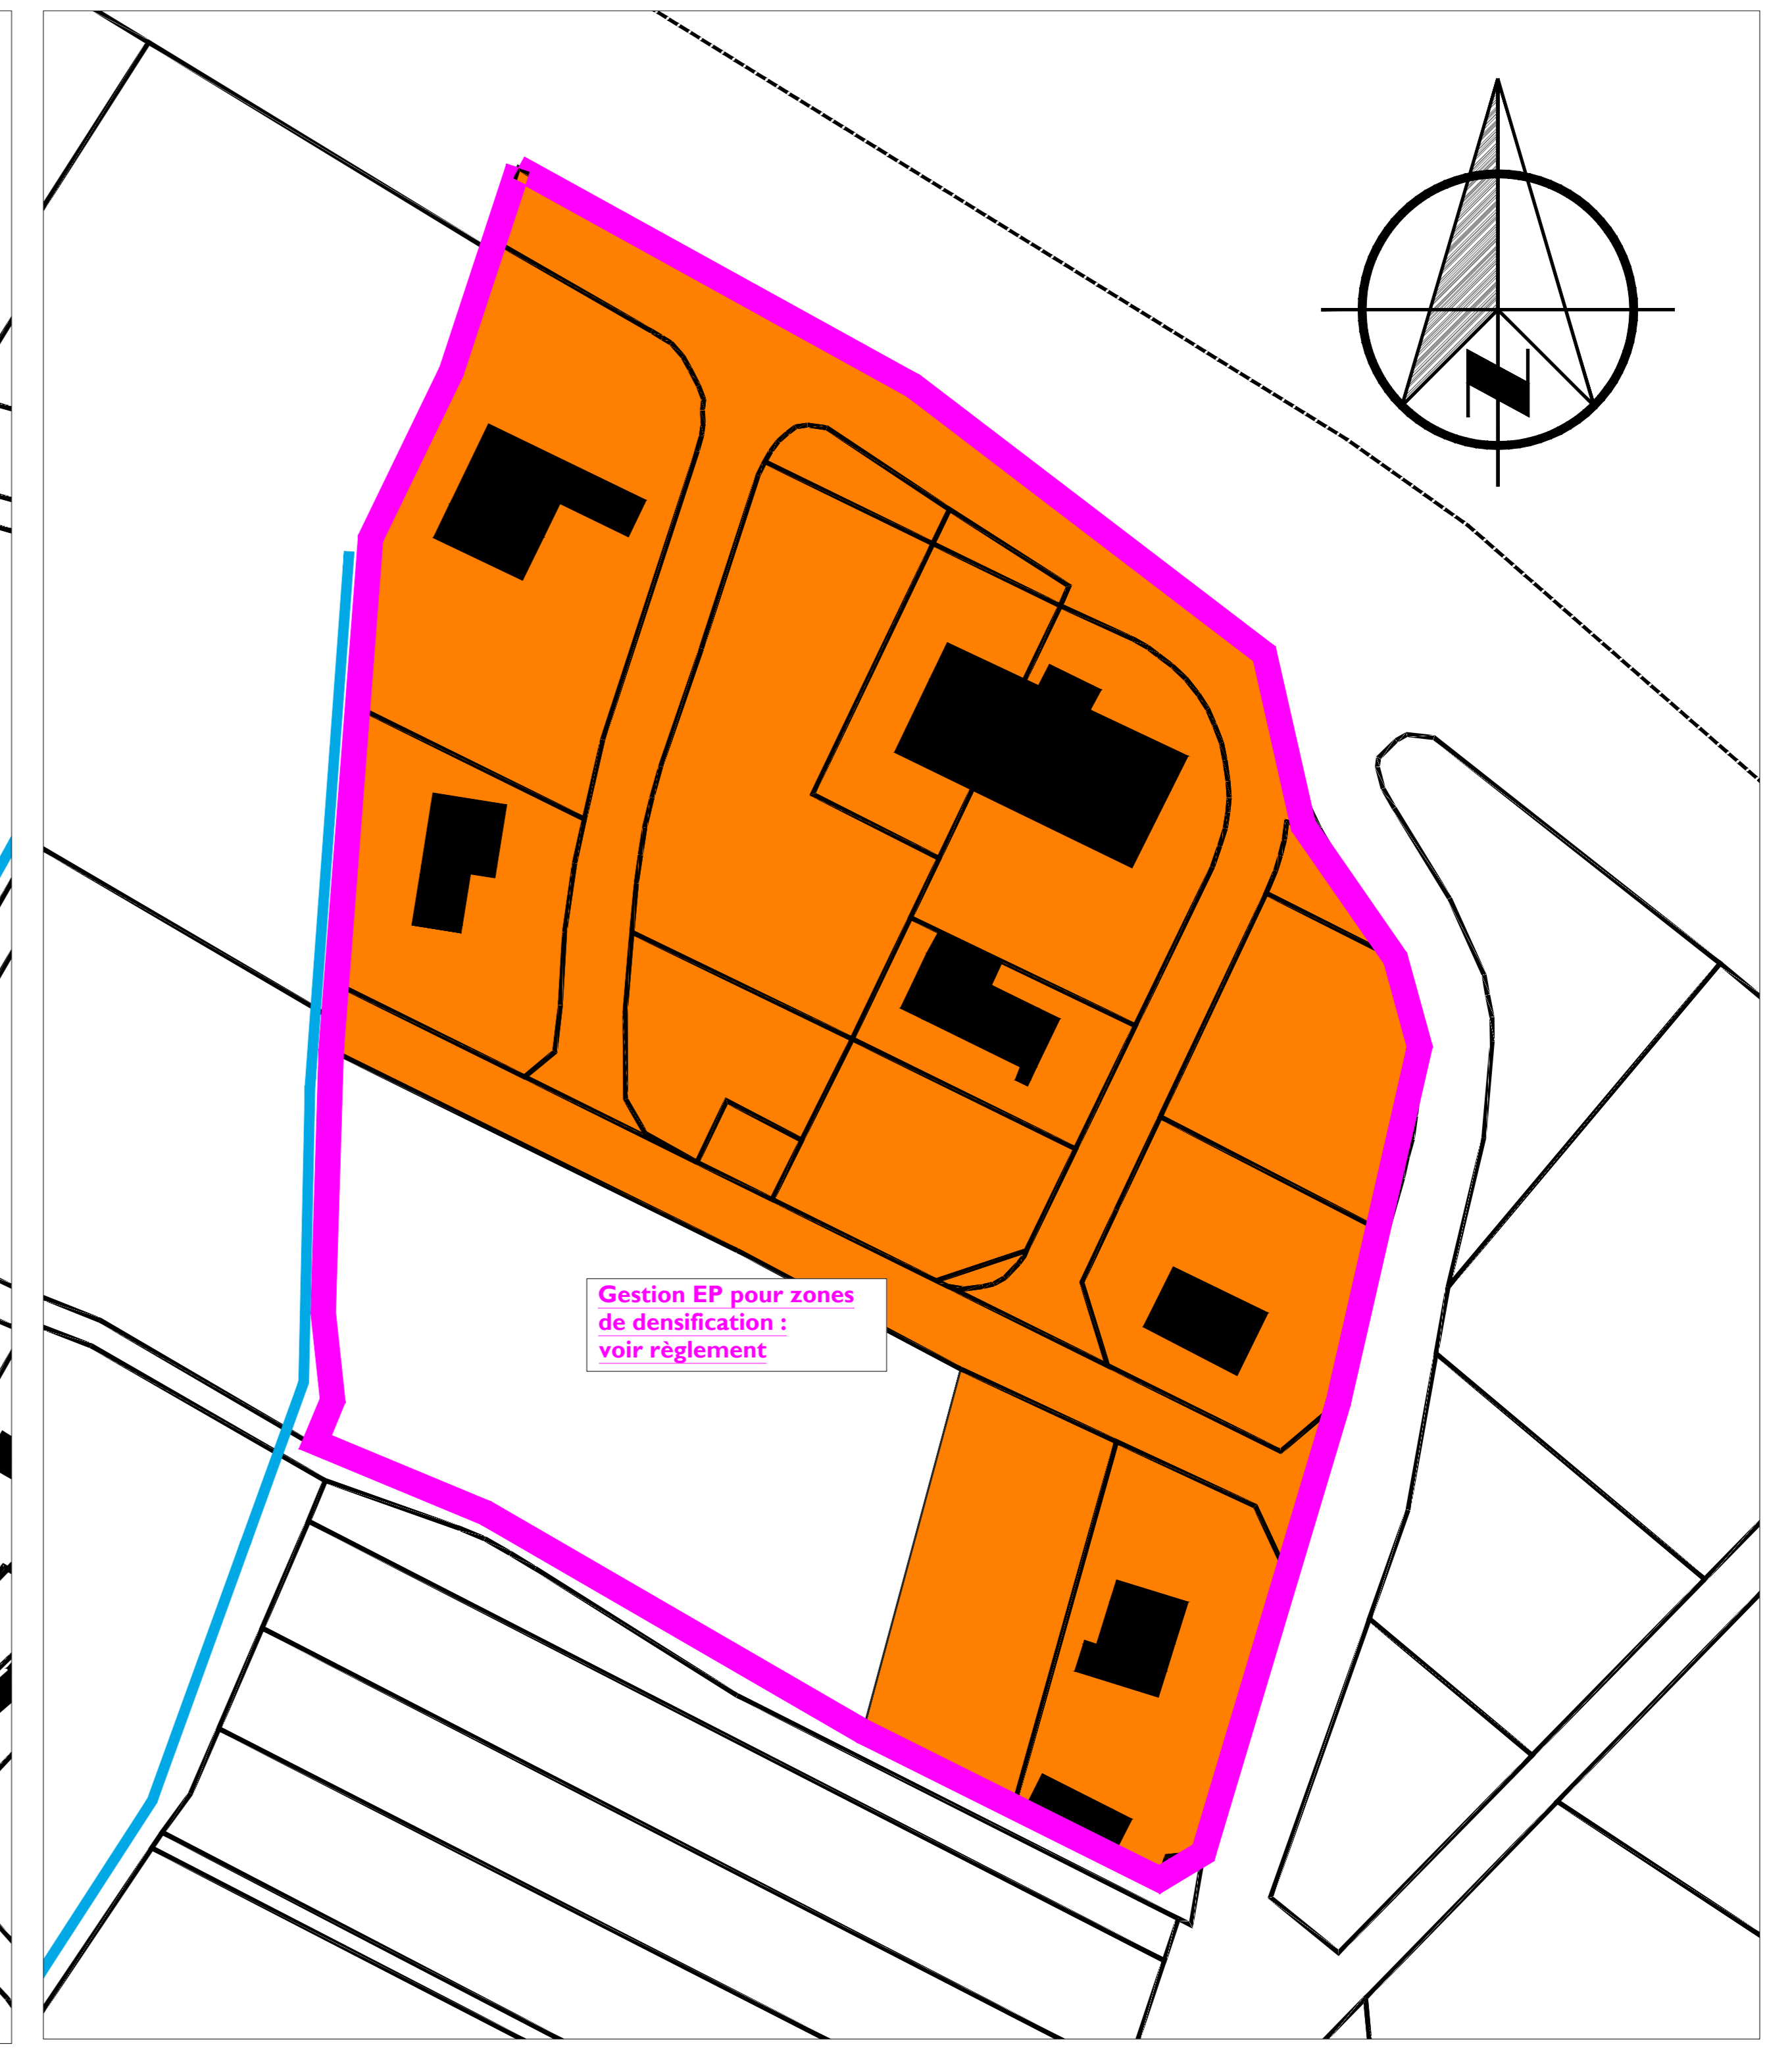 Gestion EP pour zones
de densification :
voir règlement
N